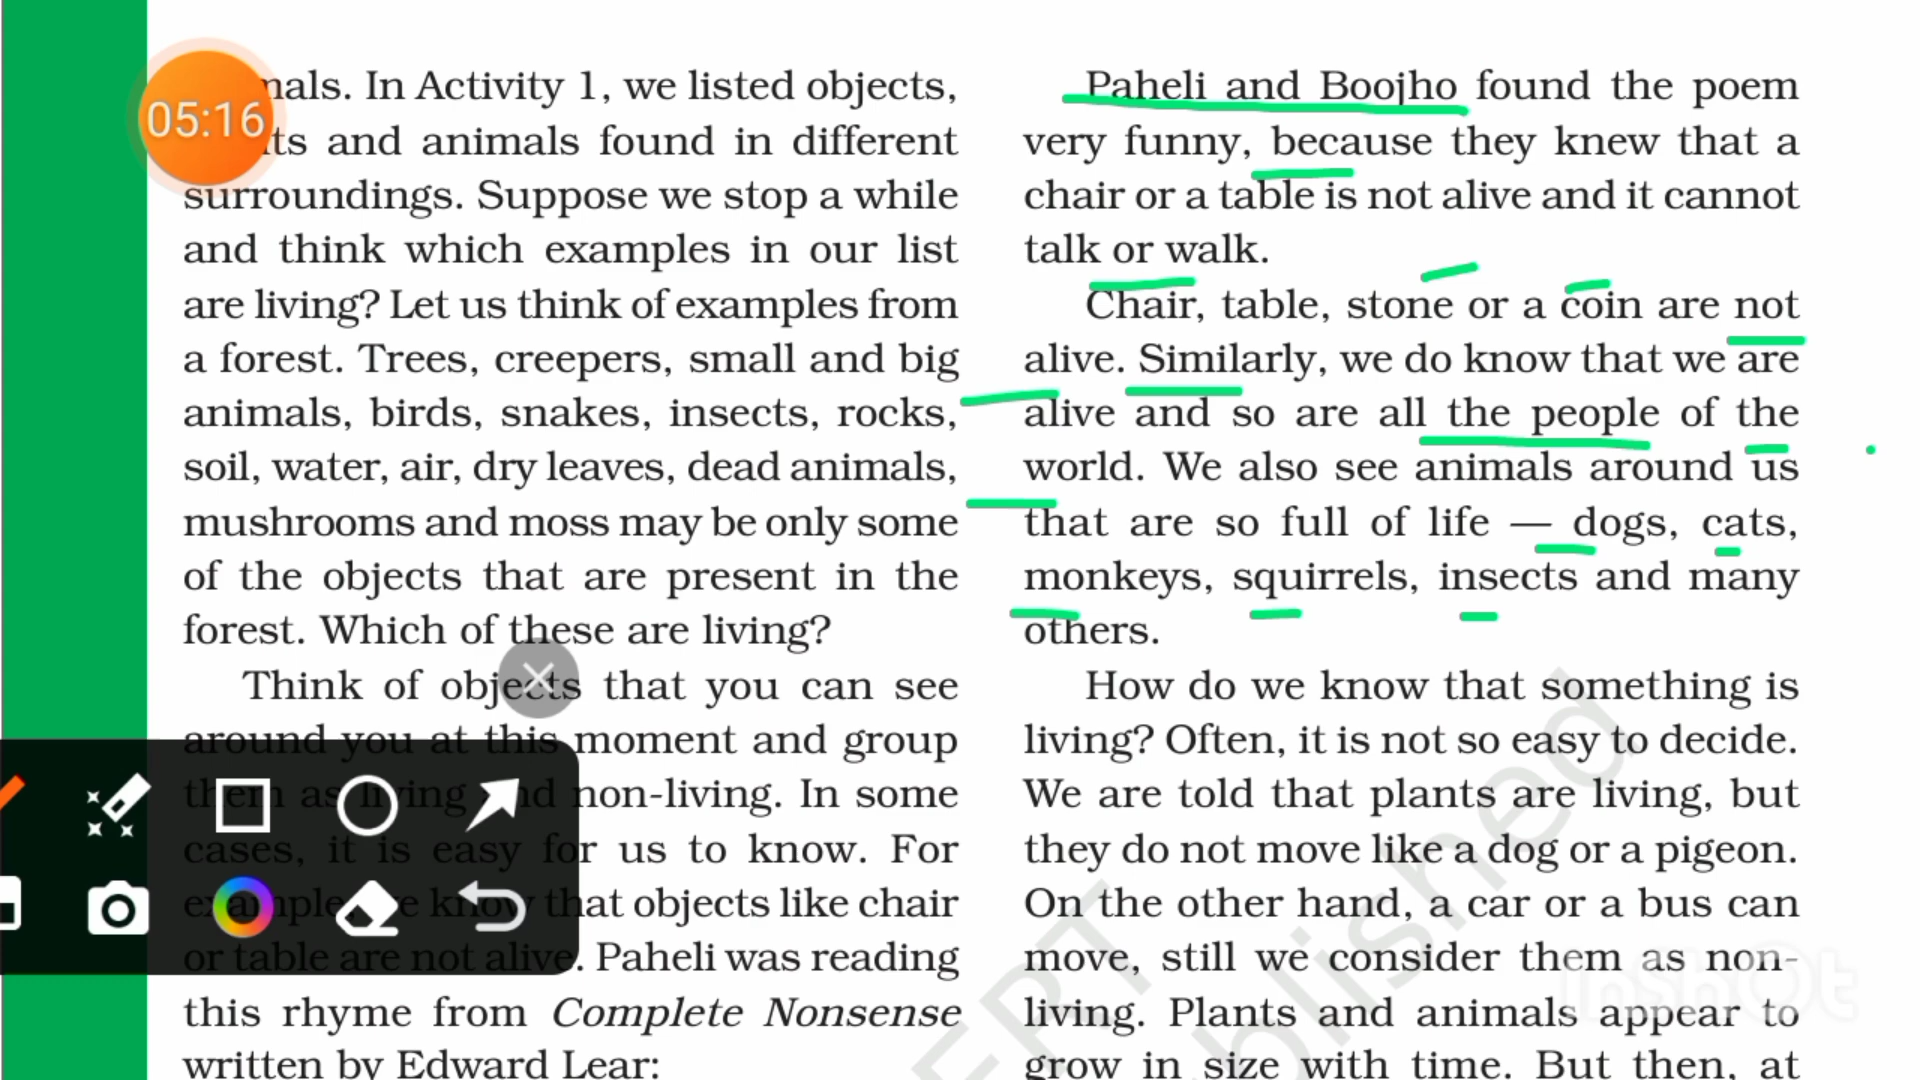 05:16
nals. In Activity 1, we listed objects,
ts and animals found in different
surroundings. Suppose we stop a while
and think which examples in our list
are living? Let us think of examples from
a forest. Trees, creepers, small and big
animals, birds, snakes, insects, rocks,
soil, water, air, dry leaves, dead animals,
mushrooms and moss may be only some
of the objects that are present in the
forest. Which of these are living?
Think of objects that you can see
around you at this moment and group
them as living and non-living. In some
cases, it is easy for us to know. For
example, we know that objects like chair
or table are not alive. Paheli was reading
this rhyme from Complete Nonsense
written by Edward Lear:
Paheli and Boojho found the poem
very funny, because they knew that a
chair or a table is not alive and it cannot
talk or walk.
Chair, table, stone or a coin are not
alive. Similarly, we do know that we are
alive and so are all the people of the
world. We also see animals around us
that are so full of life — dogs, cats,
monkeys, squirrels, insects and many
others.
How do we know that something is
living? Often, it is not so easy to decide.
We are told that plants are living, but
they do not move like a dog or a pigeon.
On the other hand, a car or a bus can
move, still we consider them as non-
living. Plants and animals appear to
grow in size with time. But then, at
InShOt